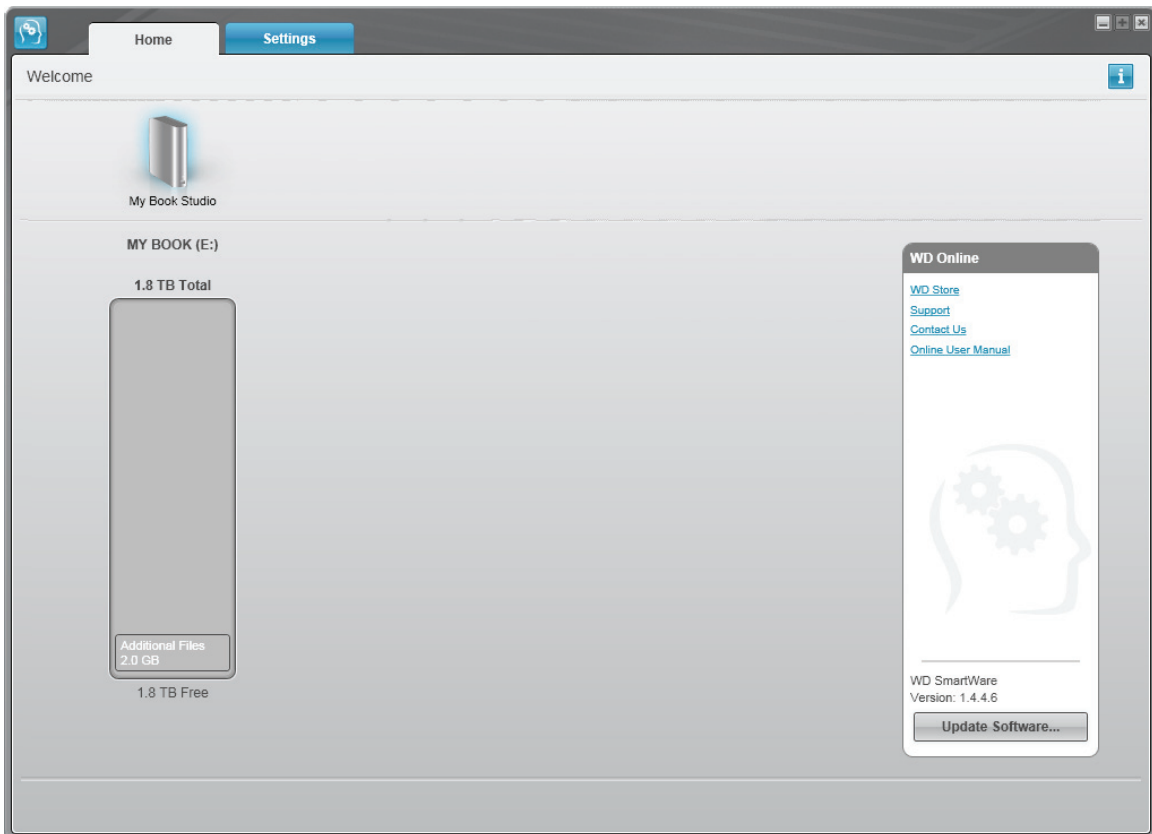 Home
Settings
Welcome
i
My Book Studio
MY BOOK (E:)
1.8 TB Total
Additional Files
2.0 GB
1.8 TB Free
WD Online
WD Store
Support
Contact Us
Online User Manual
WD SmartWare
Version: 1.4.4.6
Update Software...